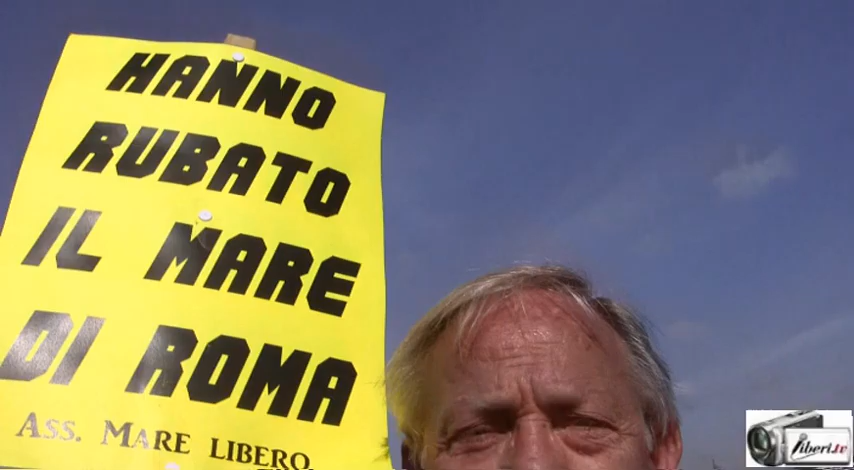 HANNO
RUBATO
IL MARE
DI ROMA
ASS. MARE LIBERO
liberi.tv